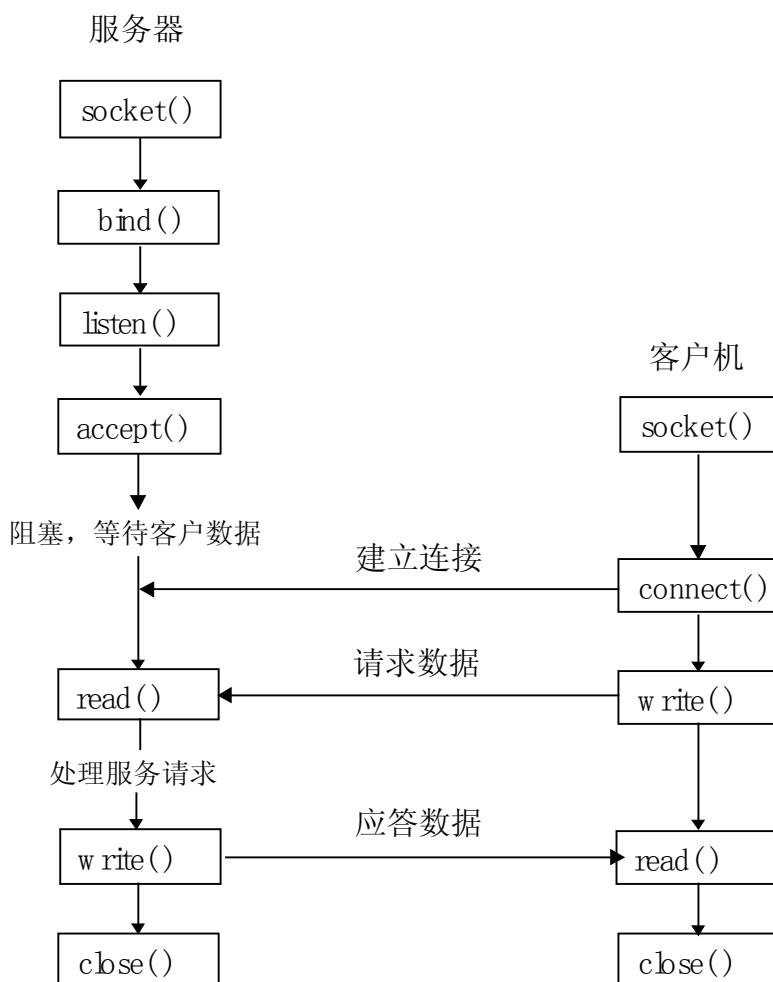 服务器
socket()
bind()
listen()
客户机
accept()
socket()
阻塞，等待客户数据
建立连接
connect()
请求数据
read()
write()
处理服务请求
应答数据
write()
read()
close()
close()